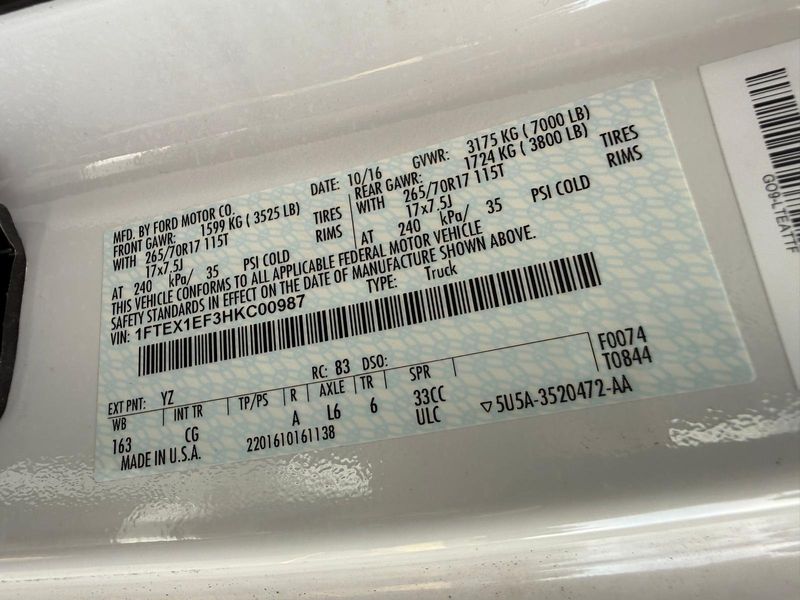 MFD. BY FORD MOTOR CO.
DATE: 10/16
GVWR: 3175 KG ( 7000 LB)
FRONT GAWR: 1599 KG ( 3525 LB)
REAR GAWR: 1724 KG ( 3800 LB)
WITH 265/70R17 115T TIRES
WITH 265/70R17 115T TIRES
17x7.5J RIMS
17x7.5J RIMS
AT 240 kPa/ 35 PSI COLD
AT 240 kPa/ 35 PSI COLD
THIS VEHICLE CONFORMS TO ALL APPLICABLE FEDERAL MOTOR VEHICLE
SAFETY STANDARDS IN EFFECT ON THE DATE OF MANUFACTURE SHOWN ABOVE.
VIN: 1FTEX1EF3HKC00987
TYPE: Truck
F0074
T0844
EXT PNT: YZ RC: 83 DSO:
WB INT TR TP/PS R AXLE TR SPR
163 CG A L6 6 33CC
ULC
MADE IN U.S.A. 2201610161138
5U5A-3520472-AA
GO9-LTEATTF